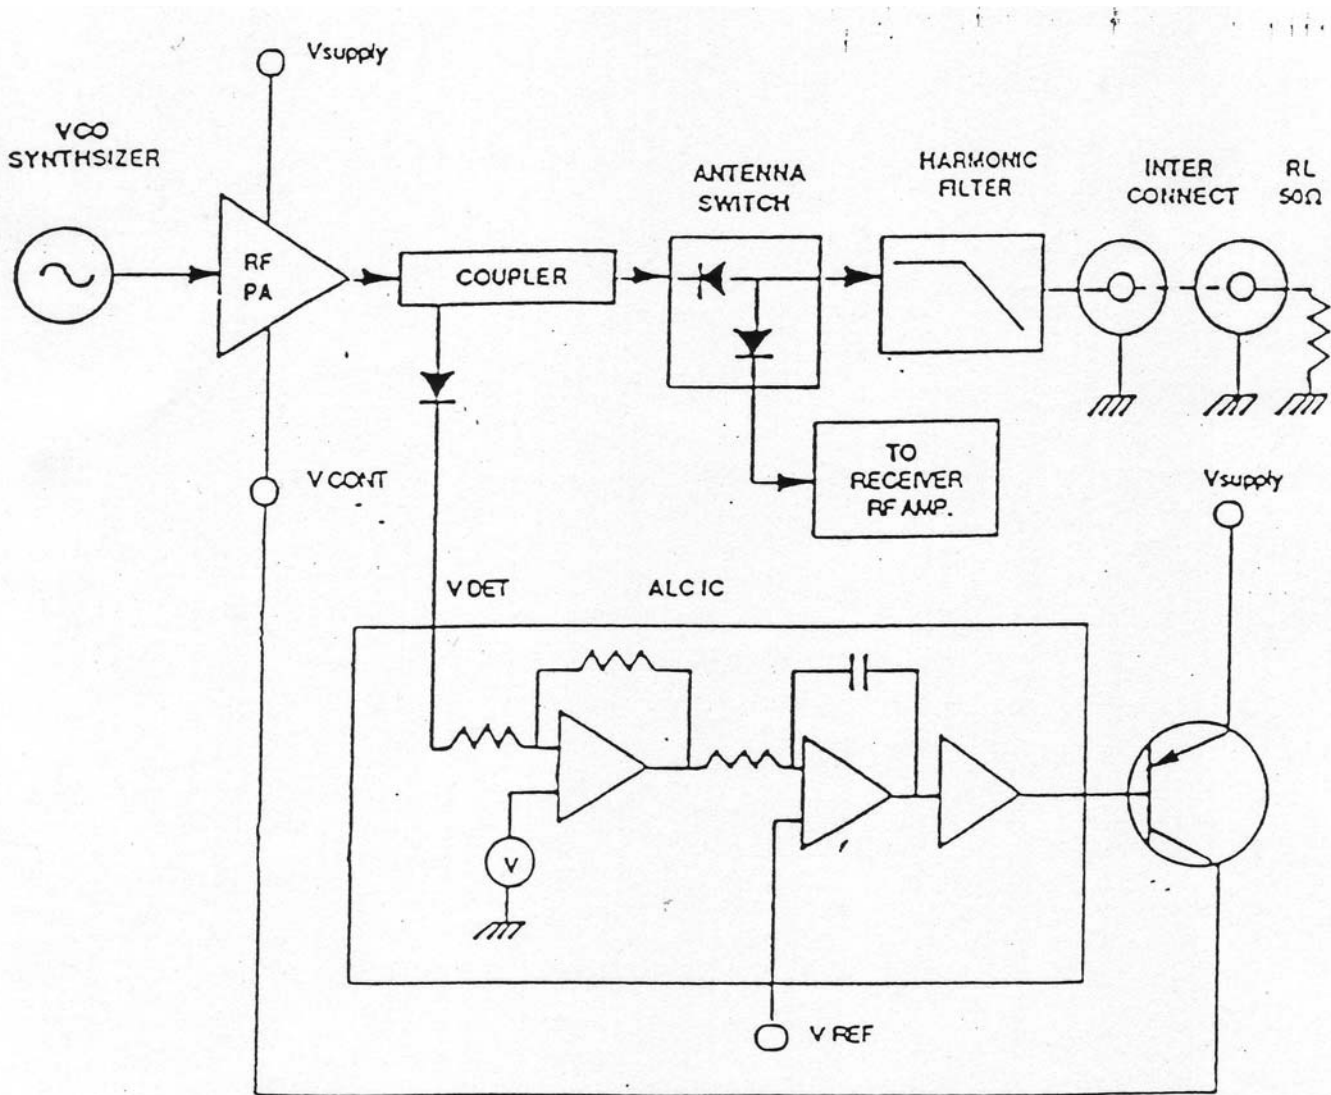 Vsupply
VCO
SYNTHSIZER
RF
PA
COUPLER
ANTENNA
SWITCH
HARMONIC
FILTER
INTER
CONNECT
RL
50Ω
TO
RECEIVER
RF AMP.
V CONT
Vsupply
V DET
ALC IC
V
V REF